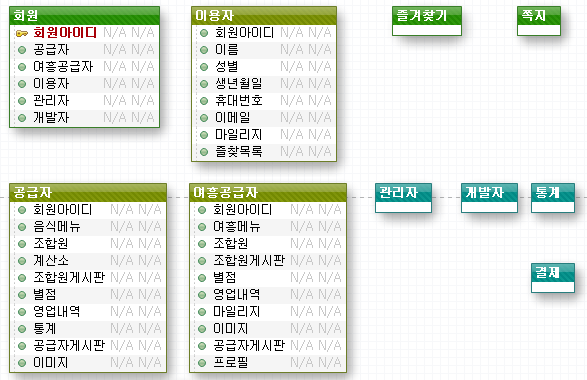 회원
회원아이디 N/A N/A
공급자 N/A N/A
여흥공급자 N/A N/A
이용자 N/A N/A
관리자 N/A N/A
개발자 N/A N/A
이용자
회원아이디 N/A N/A
이름 N/A N/A
성별 N/A N/A
생년월일 N/A N/A
휴대번호 N/A N/A
이메일 N/A N/A
마일리지 N/A N/A
즐찾목록 N/A N/A
즐겨찾기
쪽지
공급자
회원아이디 N/A N/A
음식메뉴 N/A N/A
조합원 N/A N/A
계산소 N/A N/A
조합원게시판 N/A N/A
별점 N/A N/A
영업내역 N/A N/A
통계 N/A N/A
공급자게시판 N/A N/A
이미지 N/A N/A
여흥공급자
회원아이디 N/A N/A
여흥메뉴 N/A N/A
조합원 N/A N/A
조합원게시판 N/A N/A
별점 N/A N/A
영업내역 N/A N/A
마일리지 N/A N/A
이미지 N/A N/A
공급자게시판 N/A N/A
프로필 N/A N/A
관리자
개발자
통계
결제